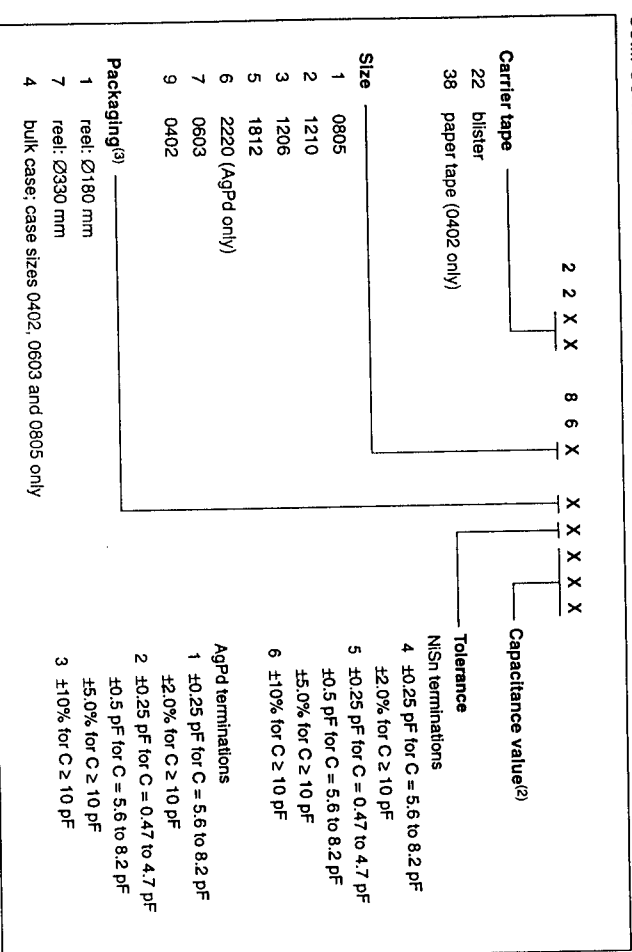 2 2 X X   8 6 X   X X X X X
Carrier tape
22 blister
38 paper tape (0402 only)
Size
1 0805
2 1210
3 1206
5 1812
6 2220 (AgPd only)
7 0603
9 0402
Packaging(3)
1 reel: Ø180 mm
7 reel: Ø330 mm
4 bulk case; case sizes 0402, 0603 and 0805 only
Capacitance value(2)
Tolerance
NiSn terminations
4 ±0.25 pF for C = 5.6 to 8.2 pF
±2.0% for C ≥ 10 pF
5 ±0.25 pF for C = 0.47 to 4.7 pF
±0.5 pF for C = 5.6 to 8.2 pF
±5.0% for C ≥ 10 pF
6 ±10% for C ≥ 10 pF
AgPd terminations
1 ±0.25 pF for C = 5.6 to 8.2 pF
±2.0% for C ≥ 10 pF
2 ±0.25 pF for C = 0.47 to 4.7 pF
±0.5 pF for C = 5.6 to 8.2 pF
±5.0% for C ≥ 10 pF
3 ±10% for C ≥ 10 pF